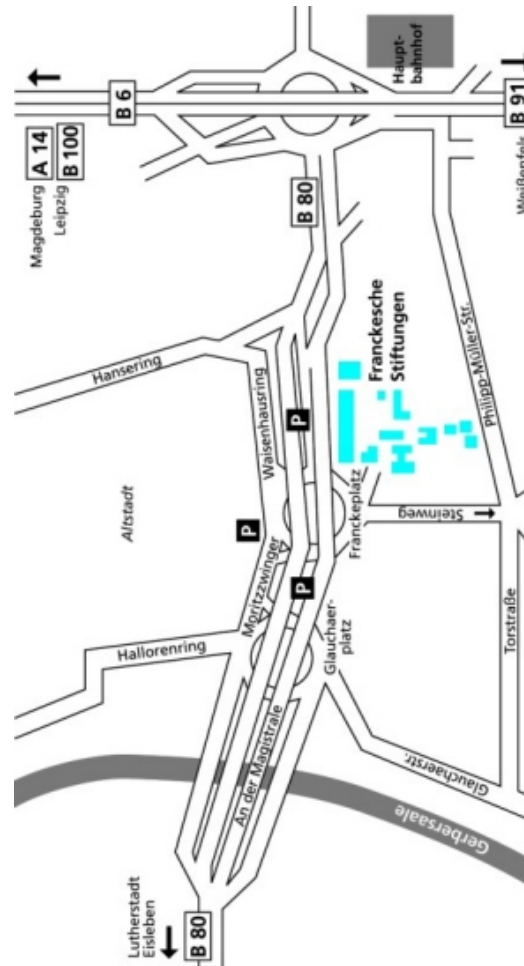 Haupt-
bahnhof
B 6
B 91
A 14
B 100
Magdeburg
Leipzig
Weißenfels
B 80
Hansering
Waisenhausring
Franckesche
Stiftungen
Philipp-Müller-Str.
P
Altstadt
P
Moritzzwinger
P
Franckeplatz
Steinweg
Hallorenring
Glauchaer-
platz
Torstraße
An der Magistrale
Glauchaerstr.
Gerbersaale
Lutherstadt
Eisleben
B 80